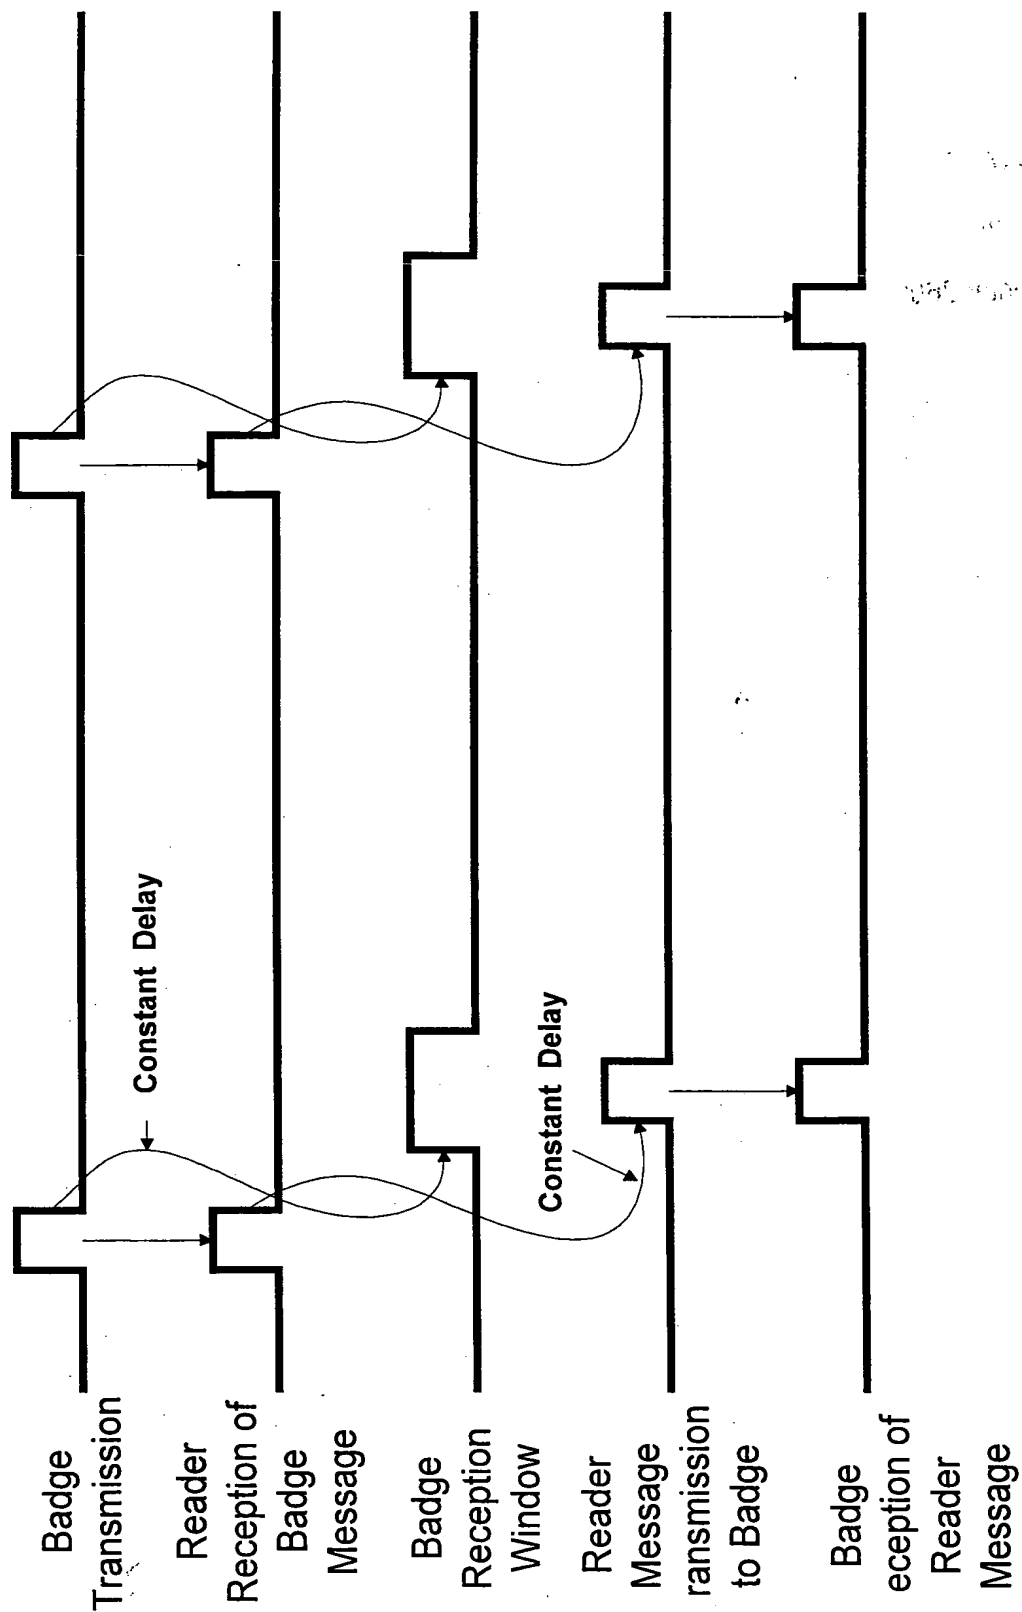 Badge
Transmission
Reader
Reception of
Badge
Message
Badge
Reception
Window
Reader
Message
ransmission
to Badge
Badge
eception of
Reader
Message
Constant Delay
Constant Delay